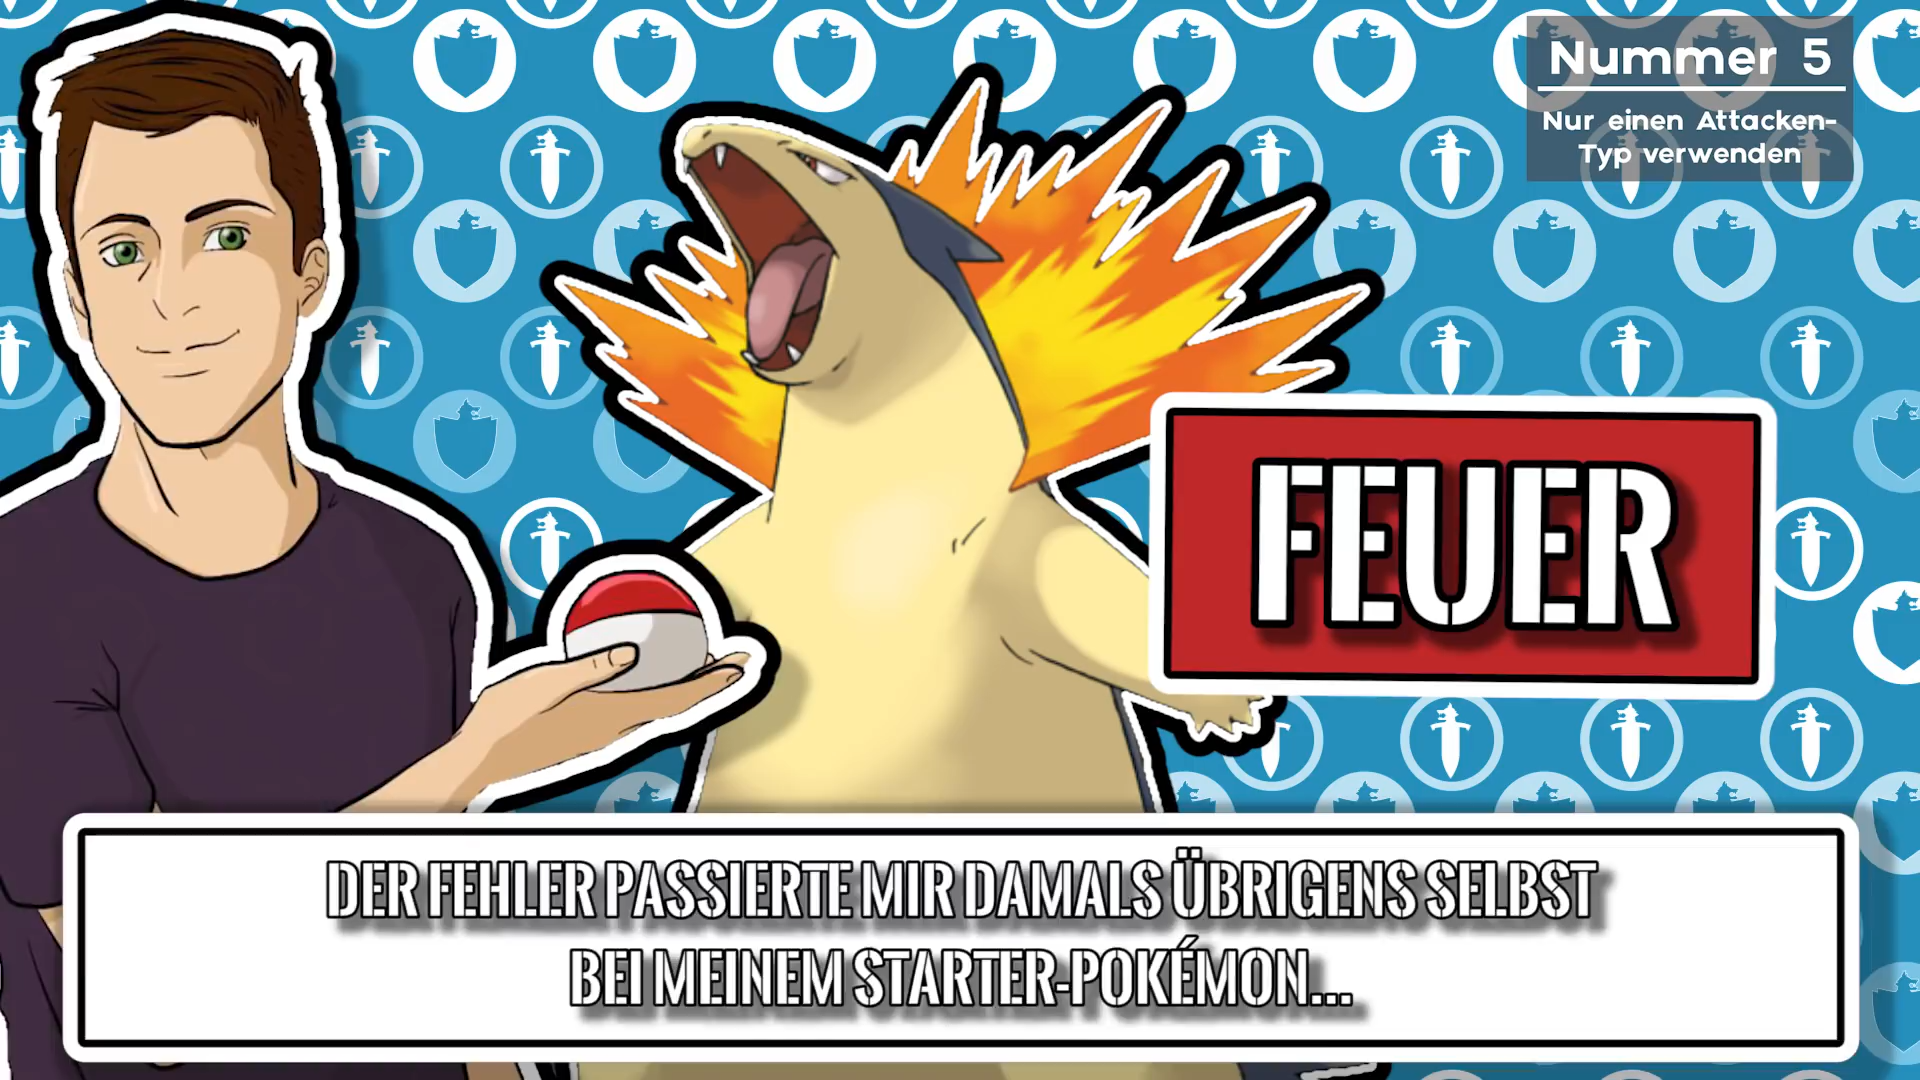 Nummer 5
Nur einen Attacken-
Typ verwenden
FEUER
DER FEHLER PASSIERTE MIR DAMALS ÜBRIGENS SELBST
BEI MEINEM STARTER-POKÉMON...